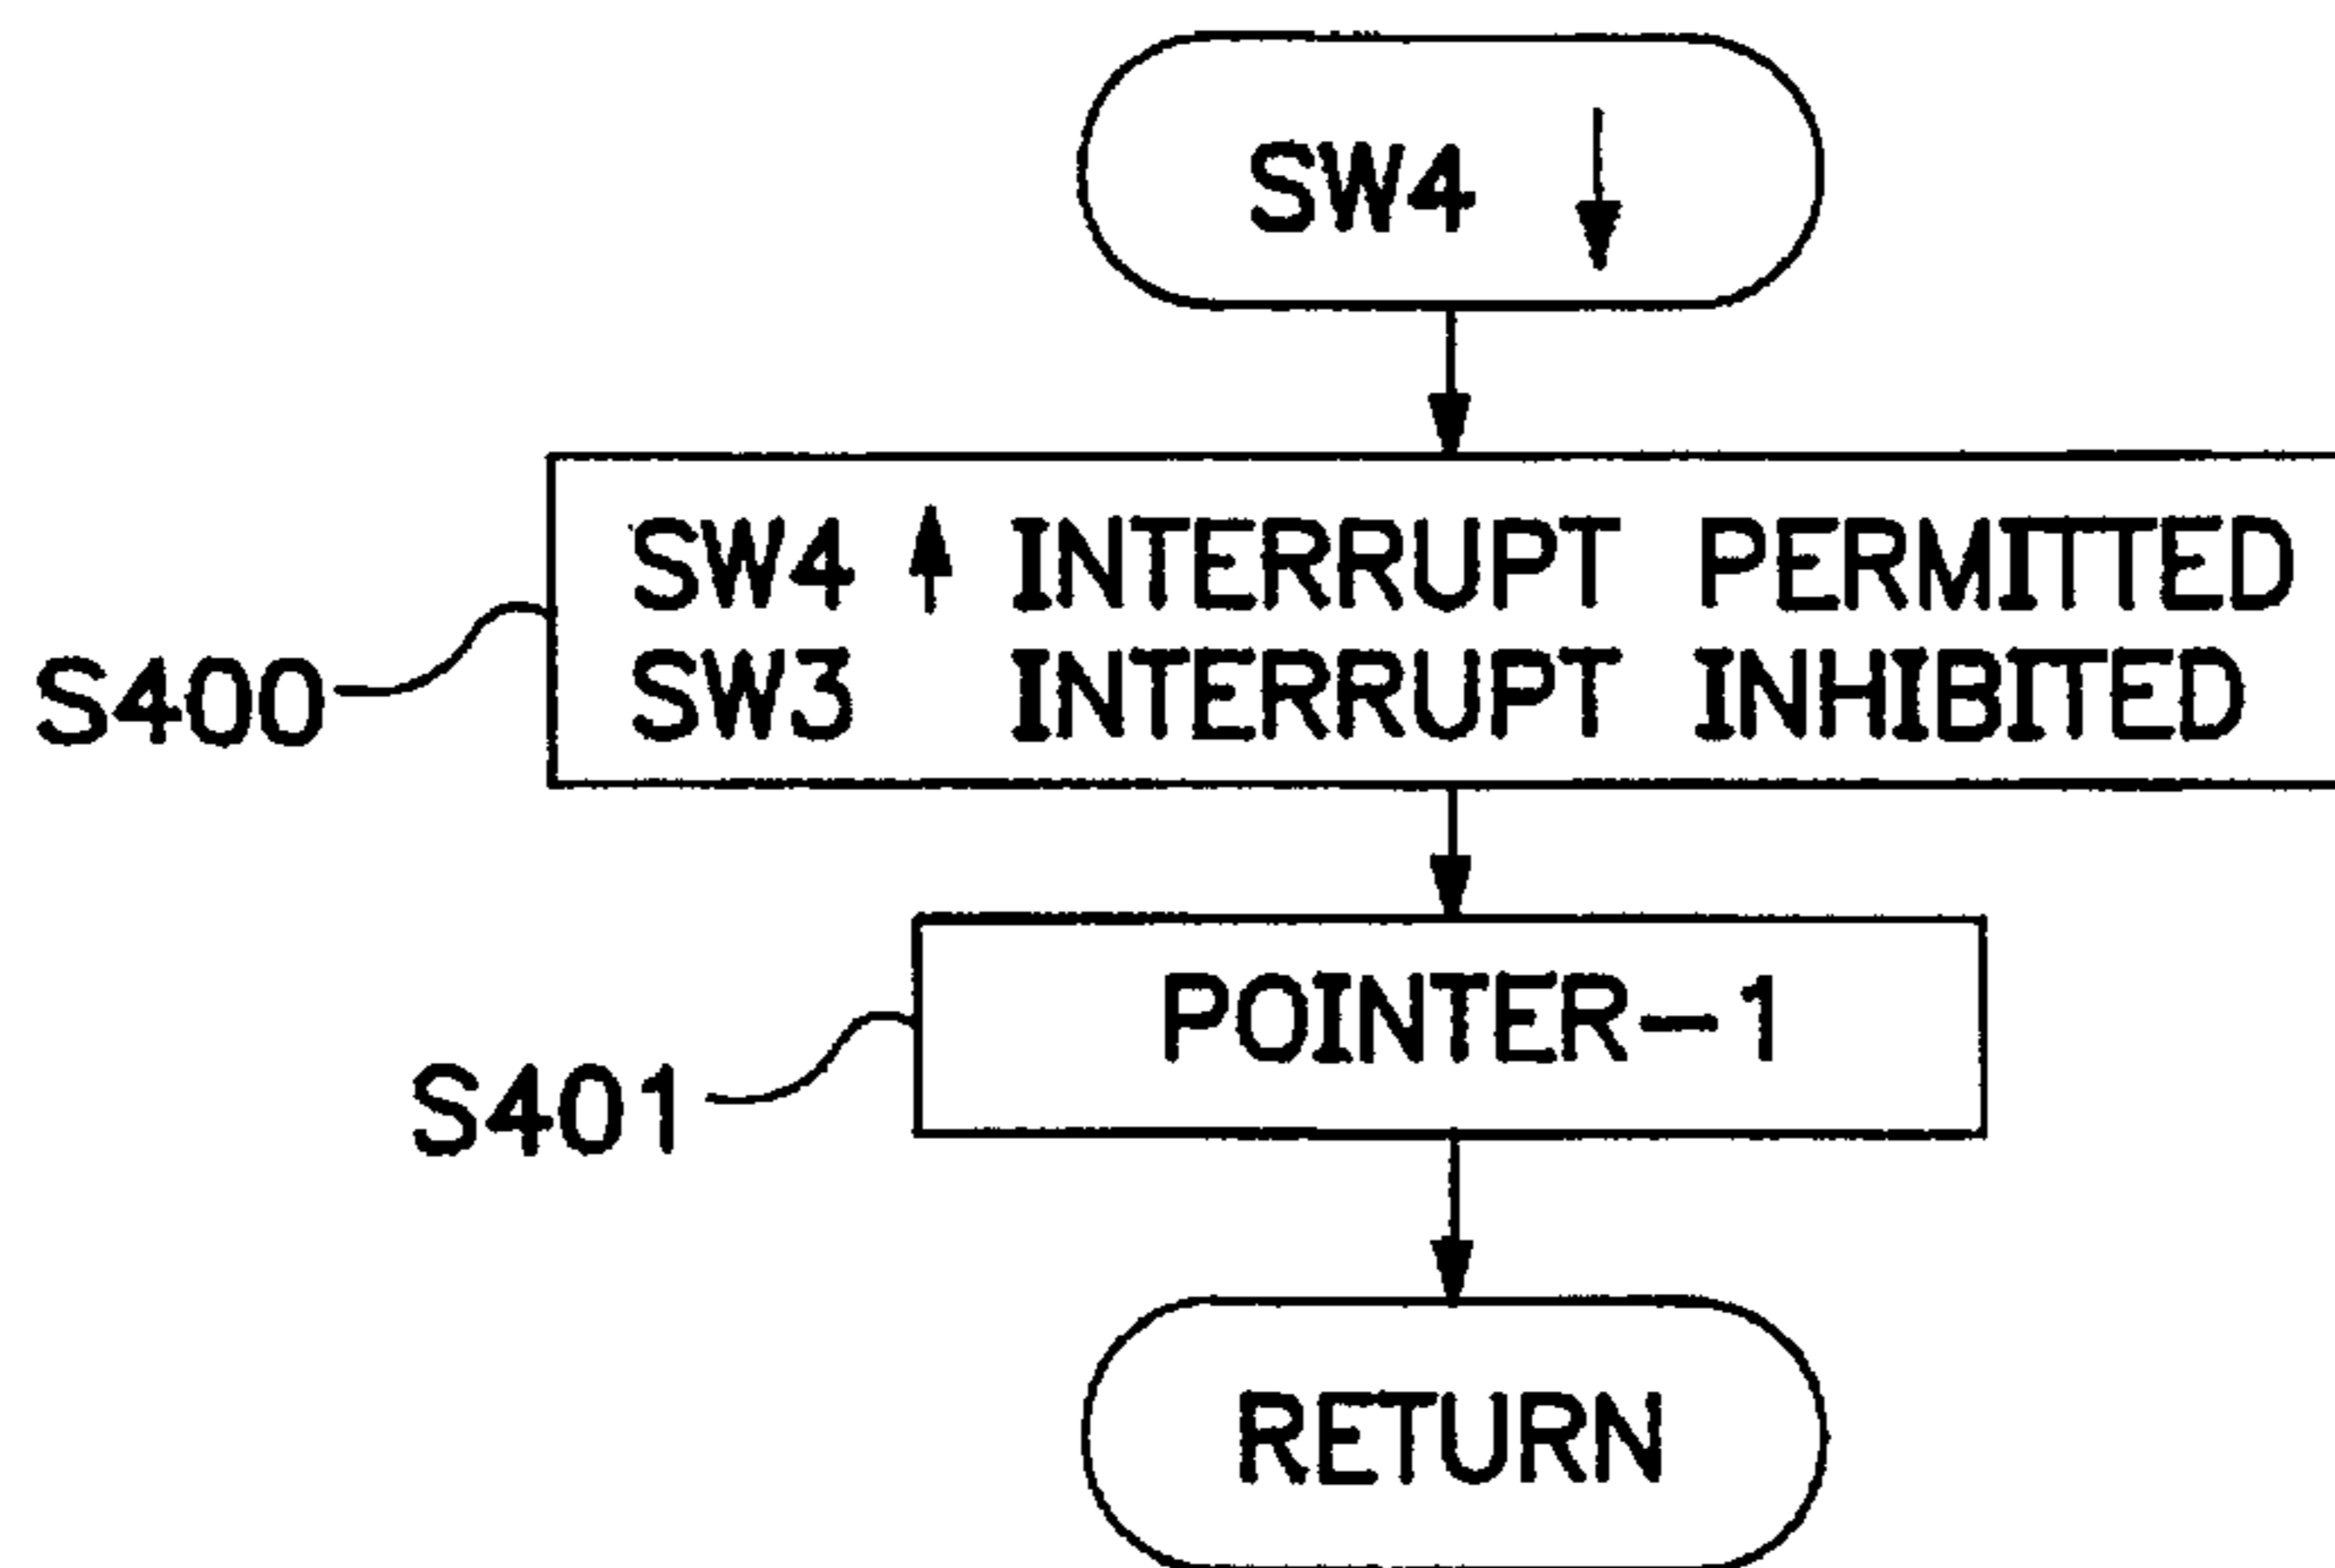 SW4 ↓
SW4 ↑ INTERRUPT PERMITTED
SW3 INTERRUPT INHIBITED
S400
POINTER-1
S401
RETURN